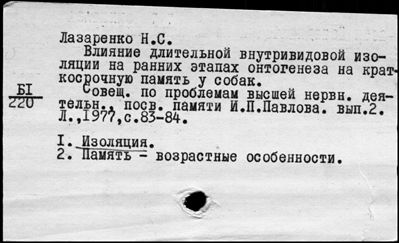 Лазаренко Н.С.
Влияние длительной внутривидовой изо-
ляции на ранних этапах онтогенеза на крат-
косрочную память у собак.
Совещ. по проблемам высшей нервн. дея-
тельн., посв. памяти И.П.Павлова. вып.2.
Л.,1977,с.83-84.
БІ
220
І. Изоляция.
2. Память - возрастные особенности.